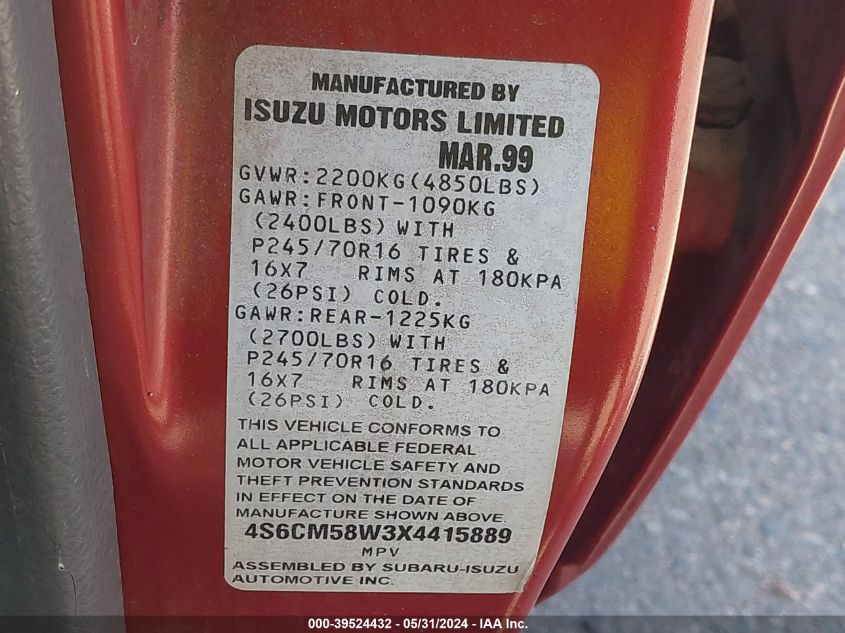 MANUFACTURED BY
ISUZU MOTORS LIMITED
MAR.99
GVWR:2200KG(4850LBS)
GAWR:FRONT-1090KG
(2400LBS) WITH
P245/70R16 TIRES &
16X7 RIMS AT 180KPA
(26PSI) COLD.
GAWR:REAR-1225KG
(2700LBS) WITH
P245/70R16 TIRES &
16X7 RIMS AT 180KPA
(26PSI) COLD.
THIS VEHICLE CONFORMS TO
ALL APPLICABLE FEDERAL
MOTOR VEHICLE SAFETY AND
THEFT PREVENTION STANDARDS
IN EFFECT ON THE DATE OF
MANUFACTURE SHOWN ABOVE.
4S6CM58W3X4415889
MPV
ASSEMBLED BY SUBARU-ISUZU
AUTOMOTIVE INC.
000-39524432 - 05/31/2024 - IAA Inc.